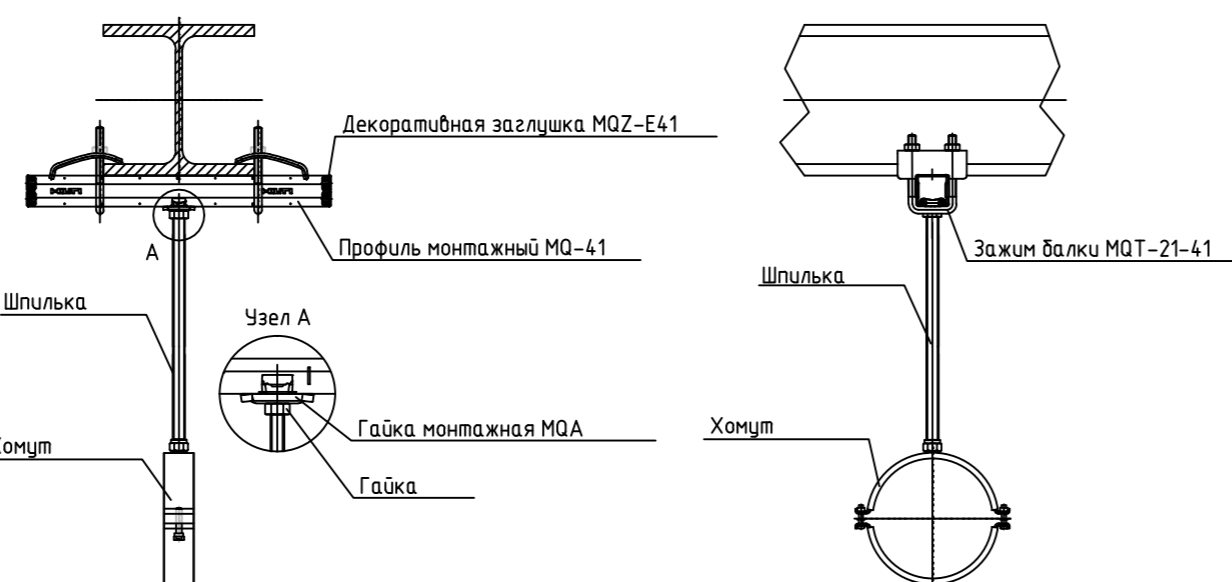 Декоративная заглушка MQZ-E41
Профиль монтажный MQ-41
А
Шпилька
Узел А
Гайка монтажная MQA
Гайка
Хомут
Зажим балки MQT-21-41
Шпилька
Хомут